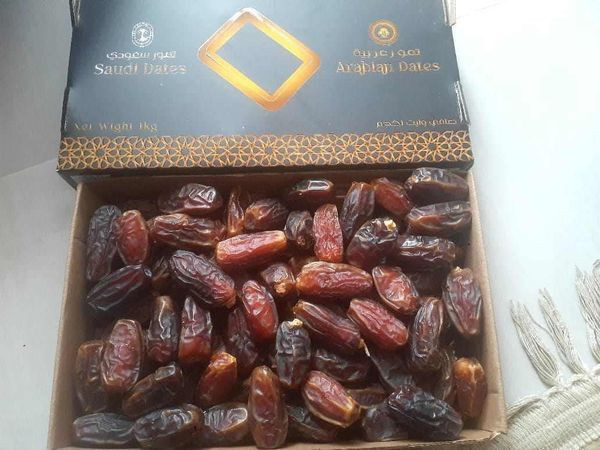 تمور سعودي
Saudi Dates
تمور عربية
Arabian Dates
Net Wight 1kg